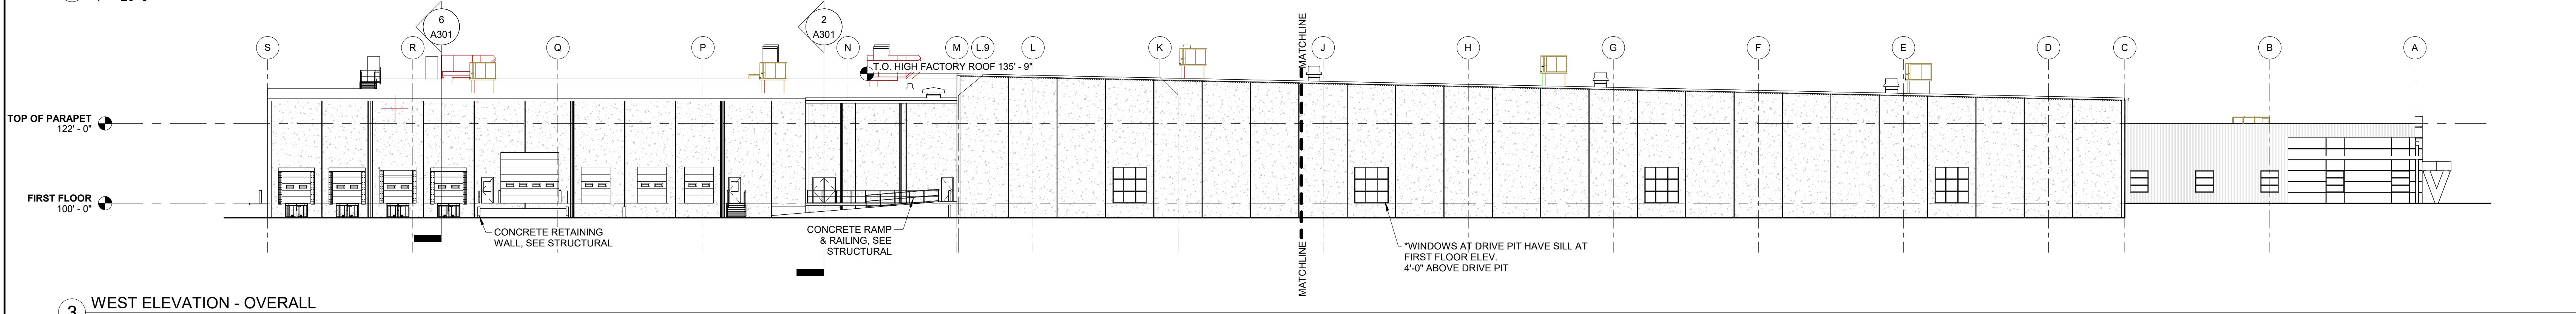 6
A301
2
A301
MATCHLINE
S
R
Q
P
N
M
L.9
L
K
J
H
G
F
E
D
C
B
A
T.O. HIGH FACTORY ROOF 135' - 9"
TOP OF PARAPET
122' - 0"
FIRST FLOOR
100' - 0"
CONCRETE RETAINING
WALL, SEE STRUCTURAL
CONCRETE RAMP
& RAILING, SEE
STRUCTURAL
MATCHLINE
*WINDOWS AT DRIVE PIT HAVE SILL AT
FIRST FLOOR ELEV.
4'-0" ABOVE DRIVE PIT
3
WEST ELEVATION - OVERALL